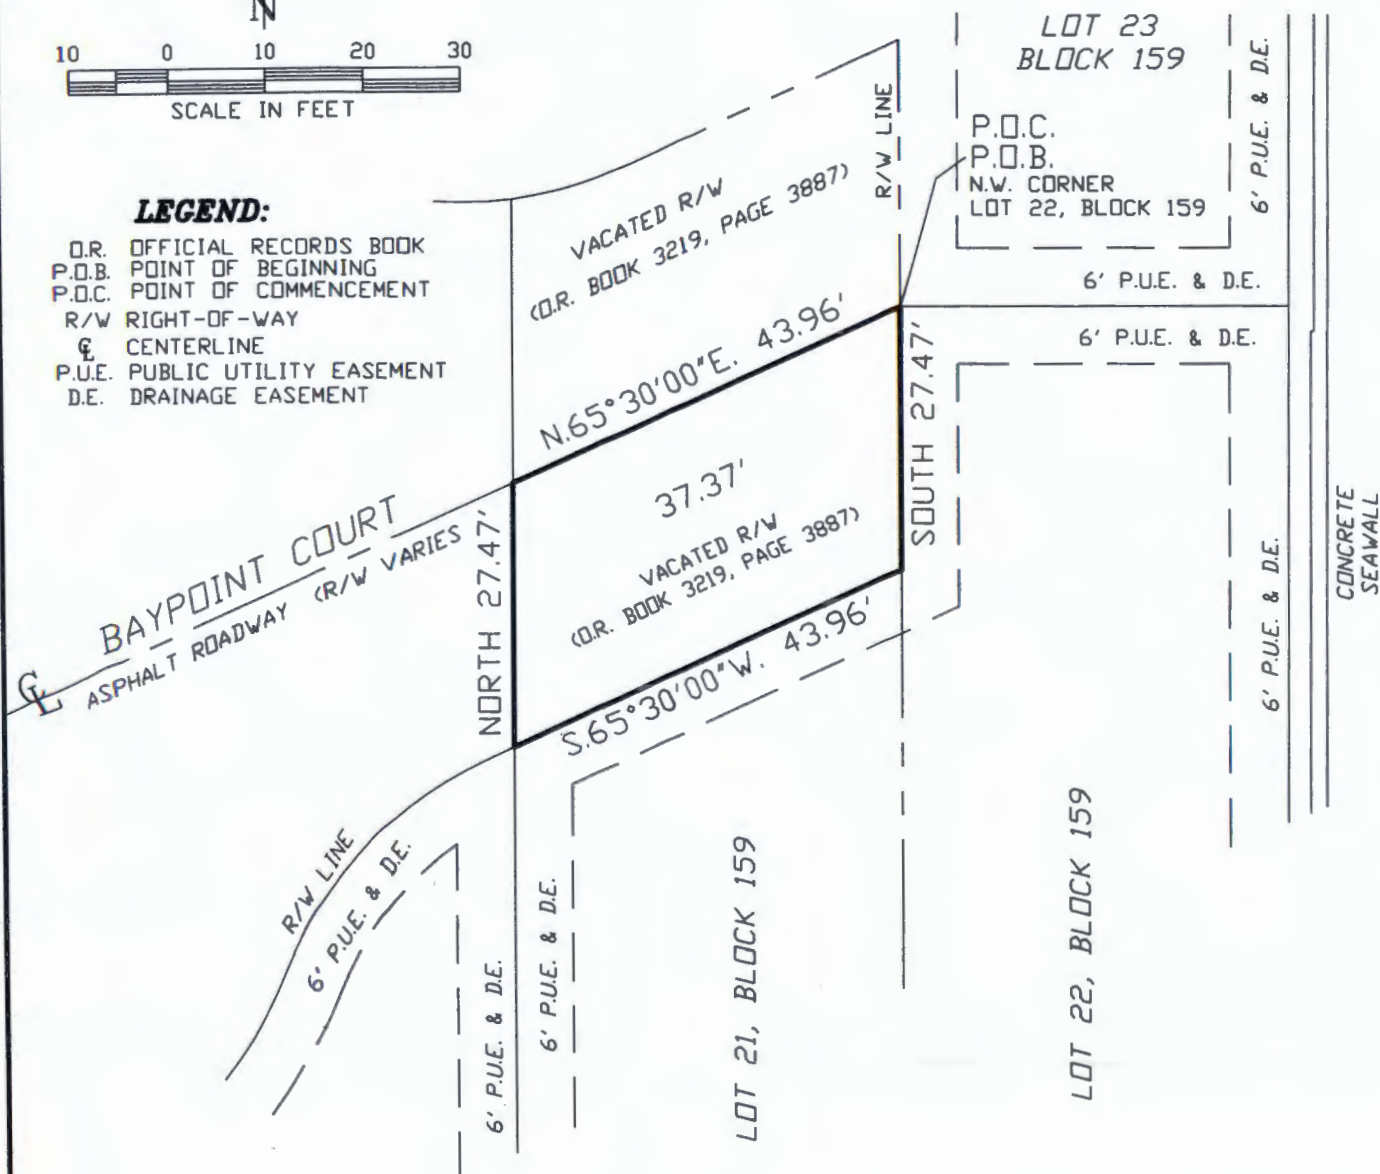 N
10 0 10 20 30
SCALE IN FEET
LEGEND:
O.R. OFFICIAL RECORDS BOOK
P.O.B. POINT OF BEGINNING
P.O.C. POINT OF COMMENCEMENT
R/W RIGHT-OF-WAY
℄ CENTERLINE
P.U.E. PUBLIC UTILITY EASEMENT
D.E. DRAINAGE EASEMENT
LOT 23
BLOCK 159
6' P.U.E. & D.E.
R/W LINE
P.O.C.
P.O.B.
N.W. CORNER
LOT 22, BLOCK 159
VACATED R/W
(O.R. BOOK 3219, PAGE 3887)
6' P.U.E. & D.E.
6' P.U.E. & D.E.
N.65°30'00"E. 43.96'
SOUTH 27.47'
37.37'
VACATED R/W
(O.R. BOOK 3219, PAGE 3887)
S.65°30'00"W. 43.96'
NORTH 27.47'
BAYPOINT COURT
ASPHALT ROADWAY (R/W VARIES
℄
CONCRETE
SEAWALL
6' P.U.E. & D.E.
R/W LINE
6' P.U.E. & D.E.
6' P.U.E. & D.E.
6' P.U.E. & D.E.
LOT 21, BLOCK 159
LOT 22, BLOCK 159